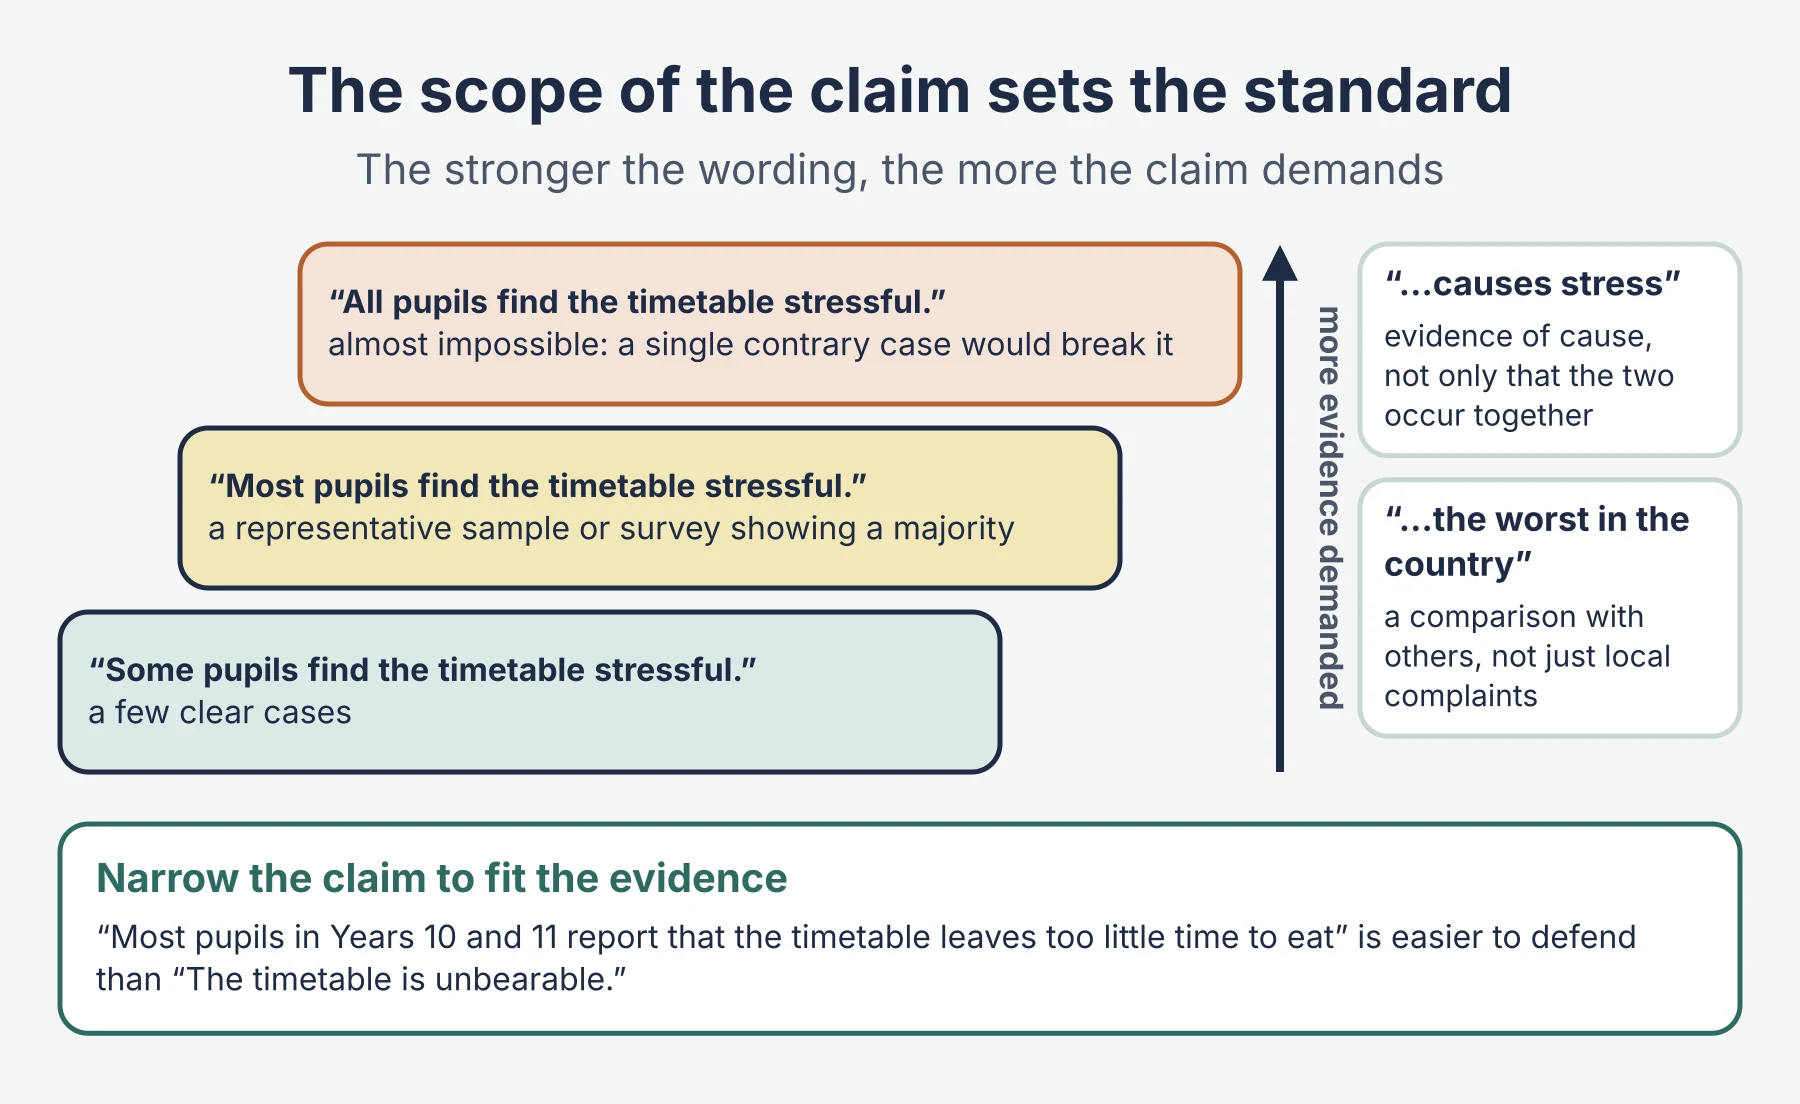 The scope of the claim sets the standard
The stronger the wording, the more the claim demands
“All pupils find the timetable stressful.”
almost impossible: a single contrary case would break it
“Most pupils find the timetable stressful.”
a representative sample or survey showing a majority
“Some pupils find the timetable stressful.”
a few clear cases
more evidence demanded
“…causes stress”
evidence of cause,
not only that the two
occur together
“…the worst in the
country”
a comparison with
others, not just local
complaints
Narrow the claim to fit the evidence
“Most pupils in Years 10 and 11 report that the timetable leaves too little time to eat” is easier to defend
than “The timetable is unbearable.”